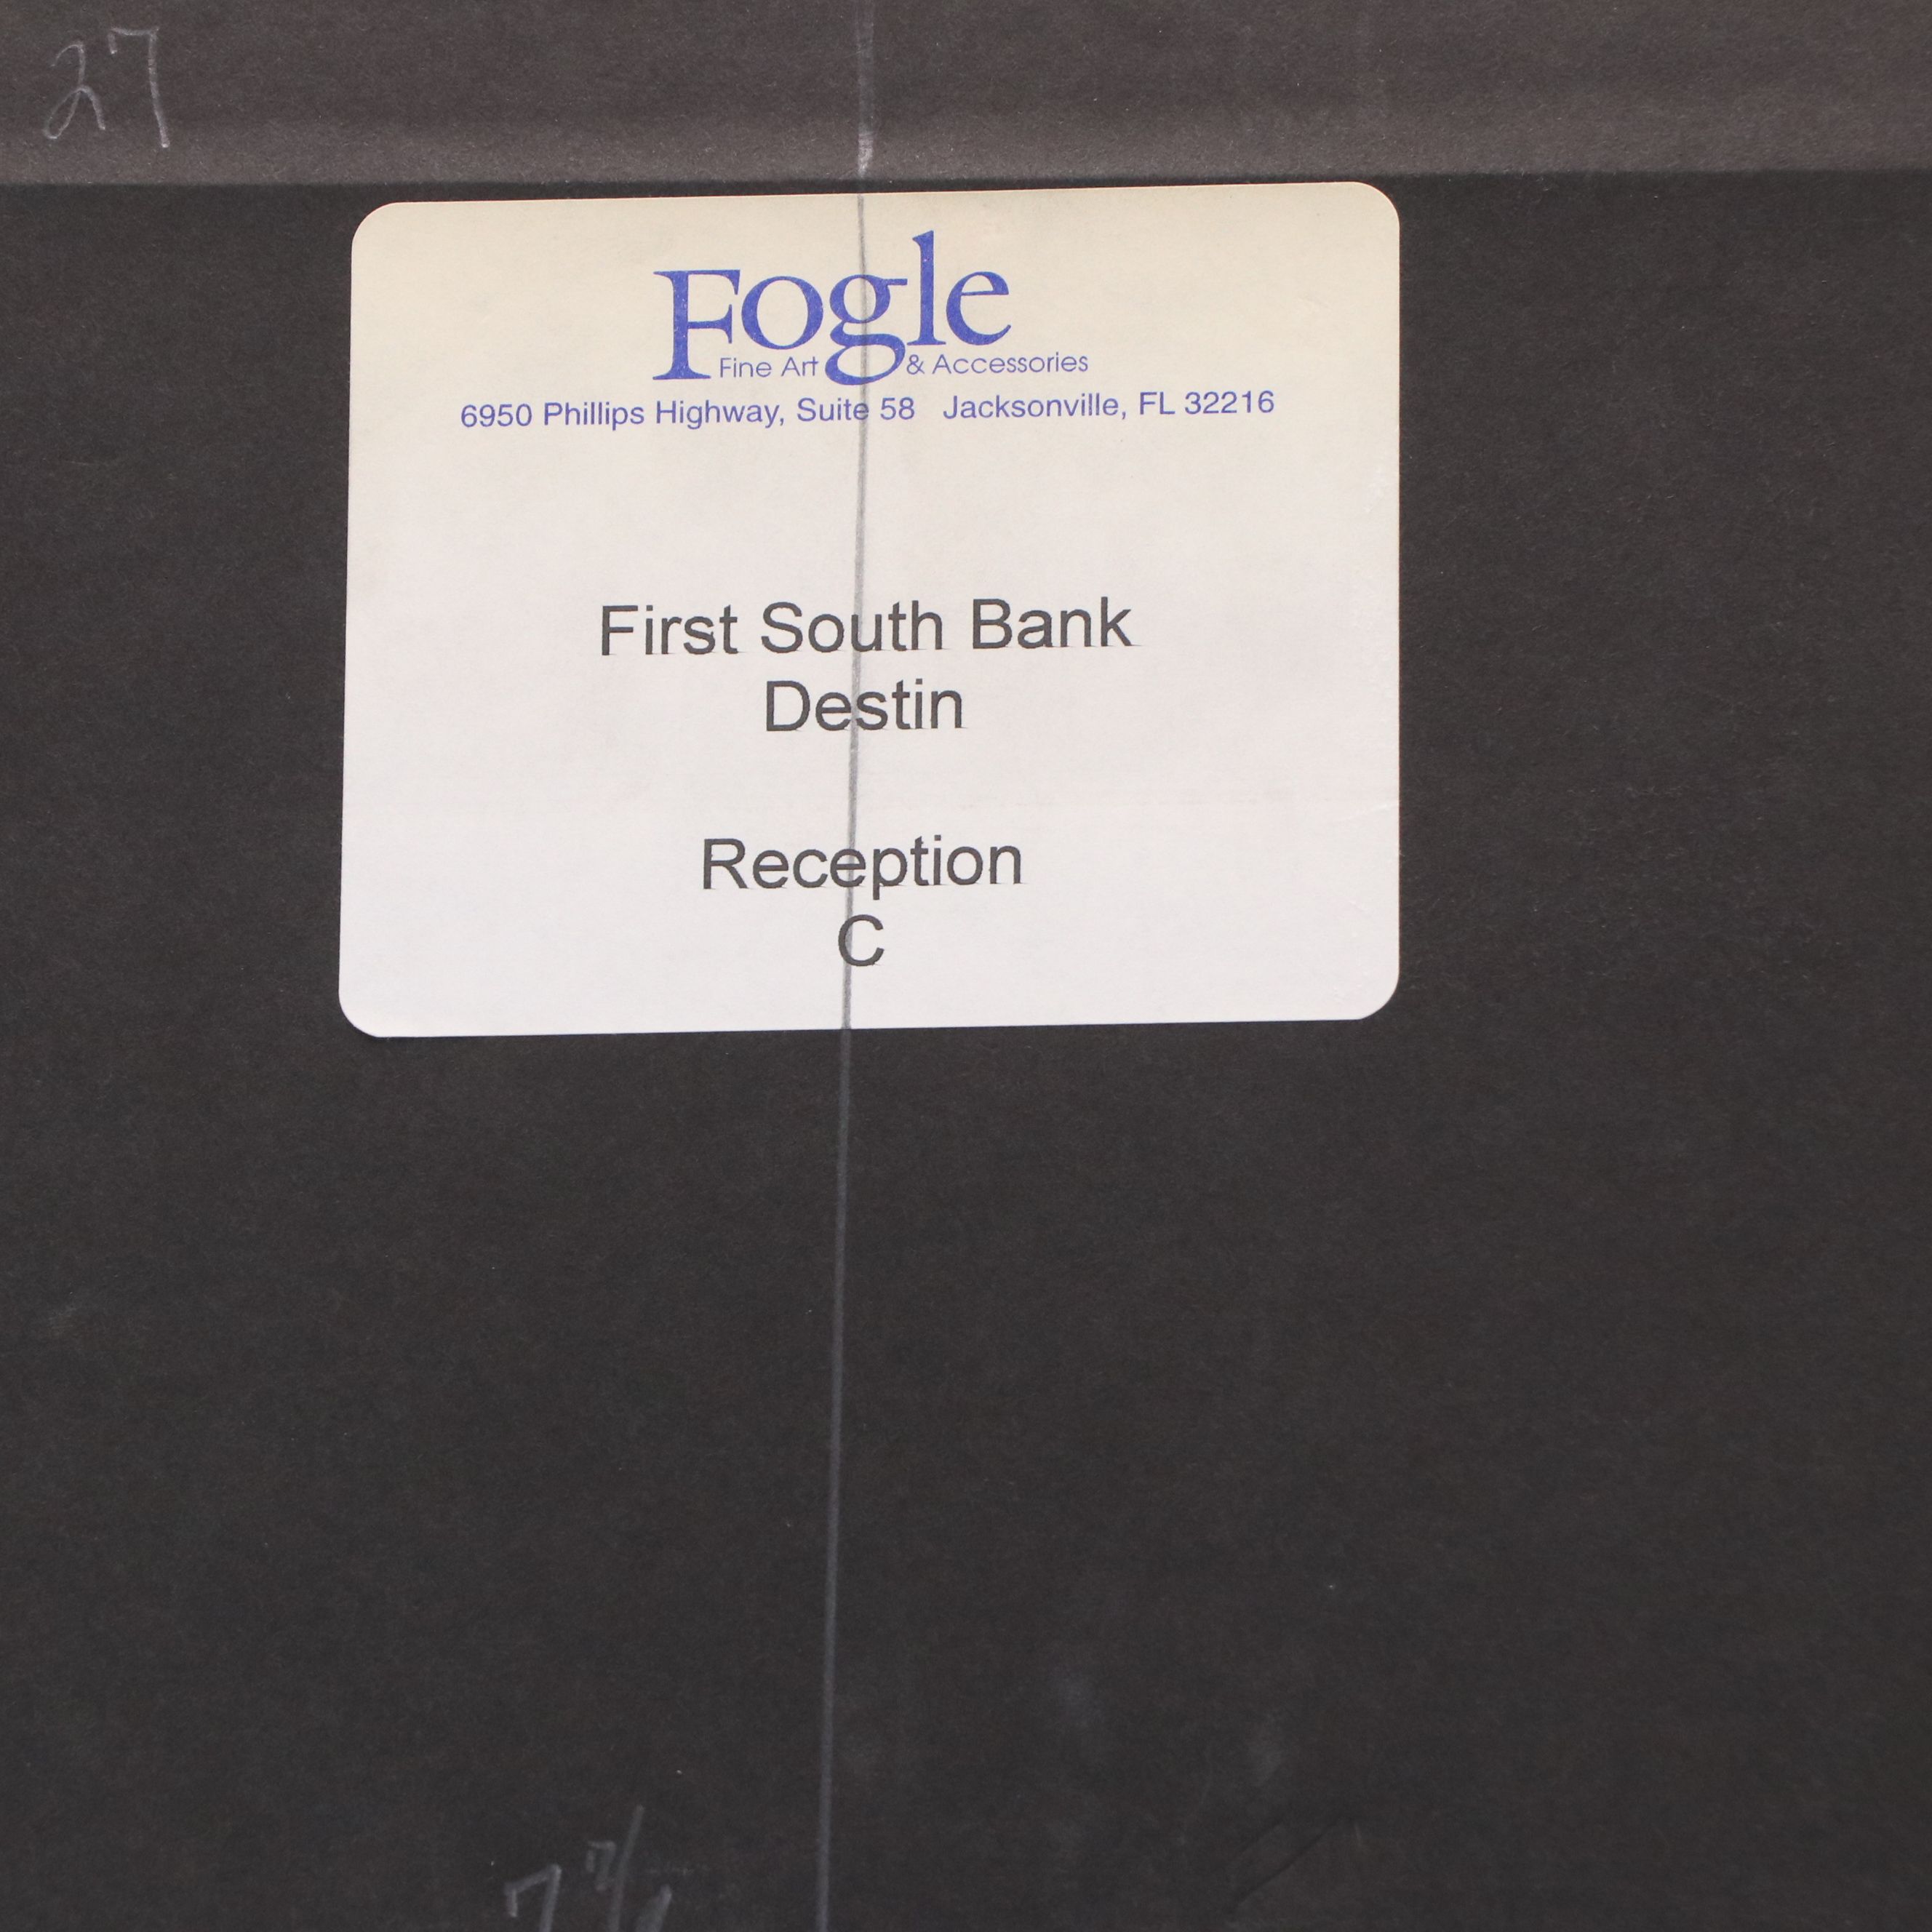 27
Fogle
Fine Art & Accessories
6950 Phillips Highway, Suite 58 Jacksonville, FL 32216
First South Bank
Destin
Reception
C